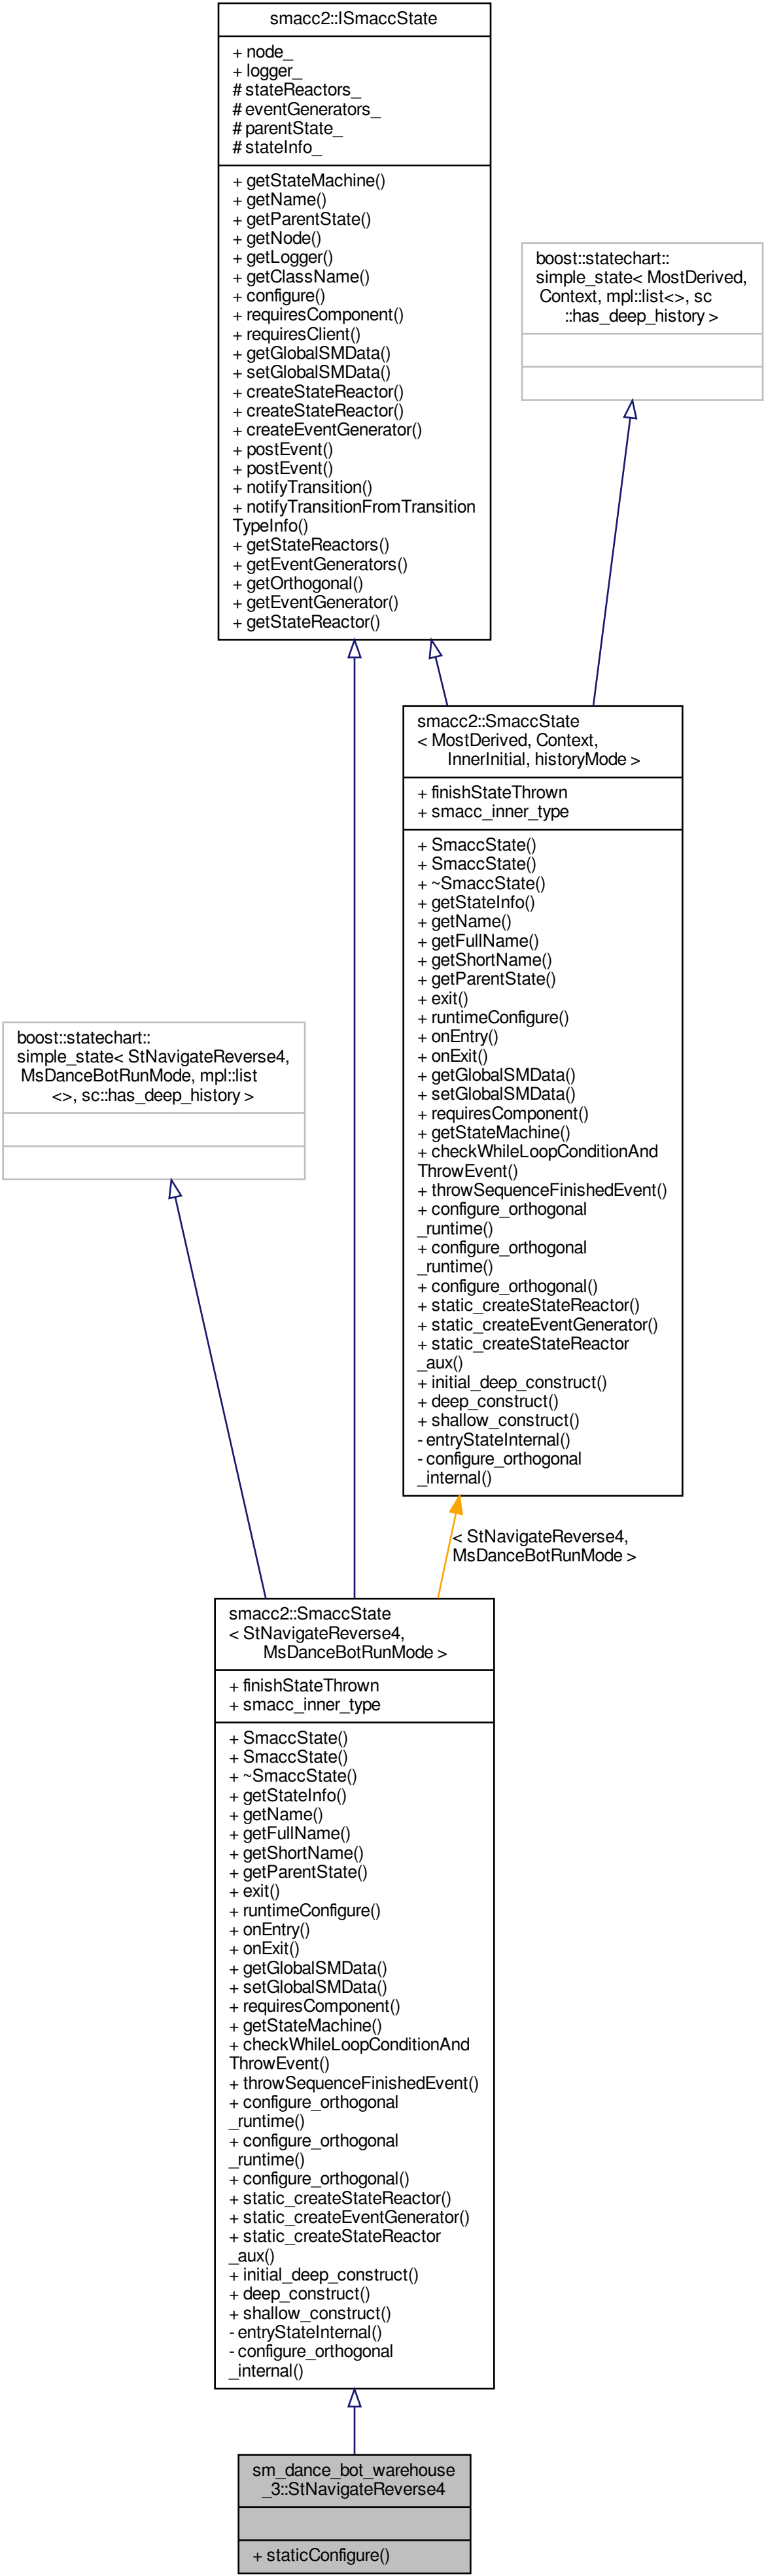 smacc2::ISmaccState
+ node_
+ logger_
# stateReactors_
# eventGenerators_
# parentState_
# stateInfo_
+ getStateMachine()
+ getName()
+ getParentState()
+ getNode()
+ getLogger()
+ getClassName()
+ configure()
+ requiresComponent()
+ requiresClient()
+ getGlobalSMData()
+ setGlobalSMData()
+ createStateReactor()
+ createStateReactor()
+ createEventGenerator()
+ postEvent()
+ postEvent()
+ notifyTransition()
+ notifyTransitionFromTransition
TypeInfo()
+ getStateReactors()
+ getEventGenerators()
+ getOrthogonal()
+ getEventGenerator()
+ getStateReactor()
boost::statechart::
simple_state< MostDerived,
Context, mpl::list<>, sc
::has_deep_history >
smacc2::SmaccState
< MostDerived, Context,
InnerInitial, historyMode >
+ finishStateThrown
+ smacc_inner_type
+ SmaccState()
+ SmaccState()
+ ~SmaccState()
+ getStateInfo()
+ getName()
+ getFullName()
+ getShortName()
+ getParentState()
+ exit()
+ runtimeConfigure()
+ onEntry()
+ onExit()
+ getGlobalSMData()
+ setGlobalSMData()
+ requiresComponent()
+ getStateMachine()
+ checkWhileLoopConditionAnd
ThrowEvent()
+ throwSequenceFinishedEvent()
+ configure_orthogonal
_runtime()
+ configure_orthogonal
_runtime()
+ configure_orthogonal()
+ static_createStateReactor()
+ static_createEventGenerator()
+ static_createStateReactor
_aux()
+ initial_deep_construct()
+ deep_construct()
+ shallow_construct()
- entryStateInternal()
- configure_orthogonal
_internal()
boost::statechart::
simple_state< StNavigateReverse4,
MsDanceBotRunMode, mpl::list
<>, sc::has_deep_history >
< StNavigateReverse4,
MsDanceBotRunMode >
smacc2::SmaccState
< StNavigateReverse4,
MsDanceBotRunMode >
+ finishStateThrown
+ smacc_inner_type
+ SmaccState()
+ SmaccState()
+ ~SmaccState()
+ getStateInfo()
+ getName()
+ getFullName()
+ getShortName()
+ getParentState()
+ exit()
+ runtimeConfigure()
+ onEntry()
+ onExit()
+ getGlobalSMData()
+ setGlobalSMData()
+ requiresComponent()
+ getStateMachine()
+ checkWhileLoopConditionAnd
ThrowEvent()
+ throwSequenceFinishedEvent()
+ configure_orthogonal
_runtime()
+ configure_orthogonal
_runtime()
+ configure_orthogonal()
+ static_createStateReactor()
+ static_createEventGenerator()
+ static_createStateReactor
_aux()
+ initial_deep_construct()
+ deep_construct()
+ shallow_construct()
- entryStateInternal()
- configure_orthogonal
_internal()
sm_dance_bot_warehouse
_3::StNavigateReverse4
+ staticConfigure()